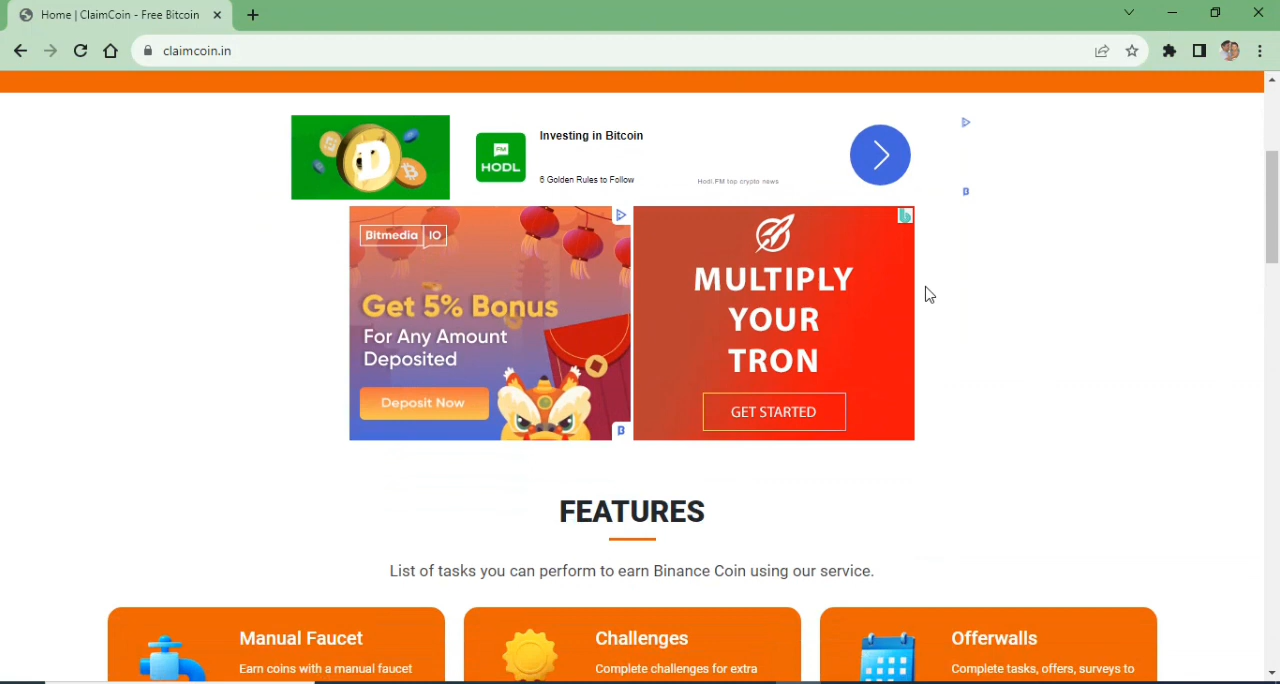 Home | ClaimCoin - Free Bitcoin
claimcoin.in
Investing in Bitcoin
FM
HODL
6 Golden Rules to Follow
Hodl.FM top crypto news
Bitmedia IO
Get 5% Bonus
For Any Amount
Deposited
Deposit Now
MULTIPLY
YOUR
TRON
GET STARTED
FEATURES
List of tasks you can perform to earn Binance Coin using our service.
Manual Faucet
Earn coins with a manual faucet
Challenges
Complete challenges for extra
Offerwalls
Complete tasks, offers, surveys to